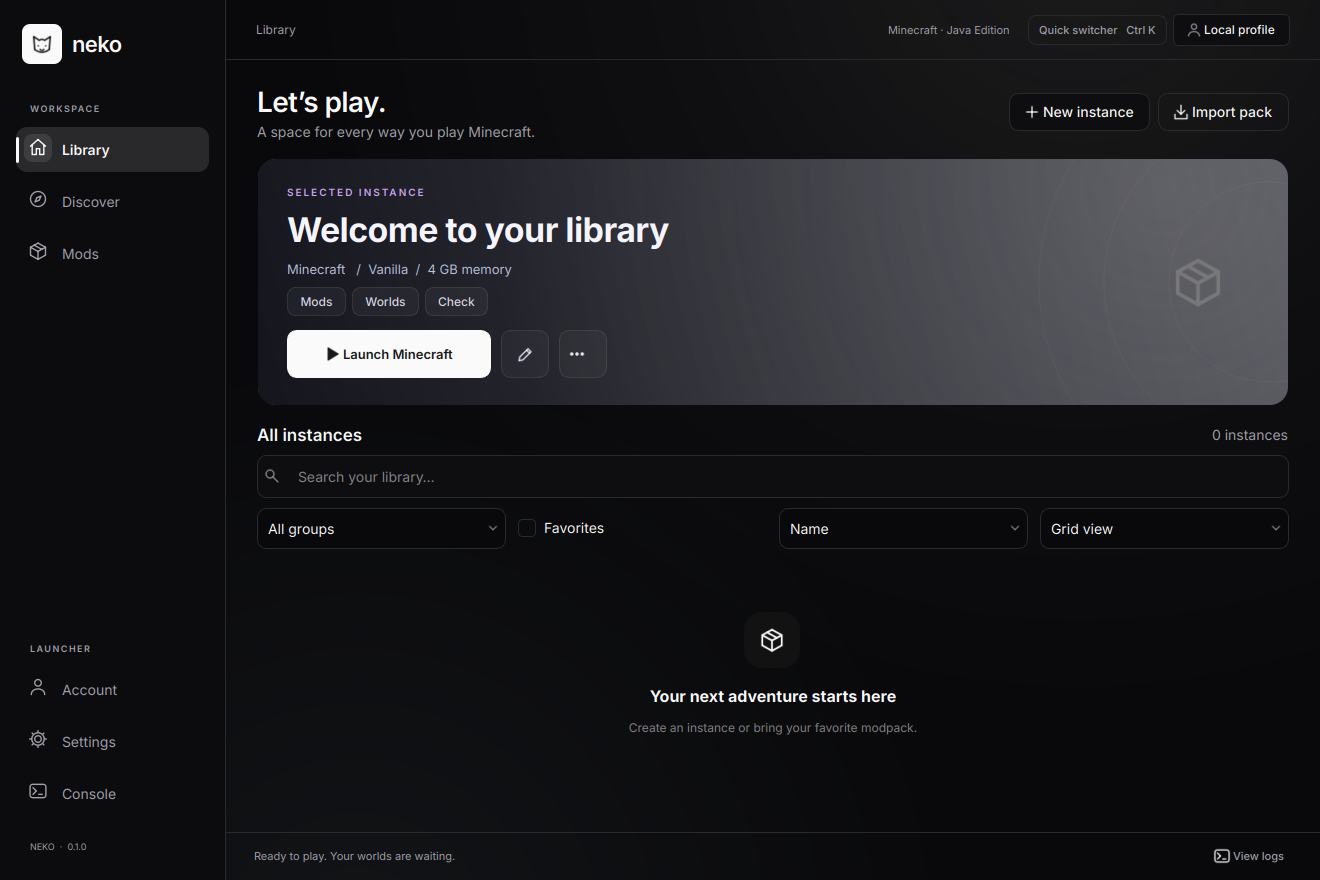 neko
Library
Minecraft · Java Edition
Quick switcher Ctrl K
Local profile
WORKSPACE
Library
Discover
Mods
Let’s play.
A space for every way you play Minecraft.
New instance
Import pack
SELECTED INSTANCE
Welcome to your library
Minecraft / Vanilla / 4 GB memory
Mods
Worlds
Check
Launch Minecraft
All instances
0 instances
Search your library...
All groups
Favorites
Name
Grid view
Your next adventure starts here
Create an instance or bring your favorite modpack.
LAUNCHER
Account
Settings
Console
NEKO · 0.1.0
Ready to play. Your worlds are waiting.
View logs